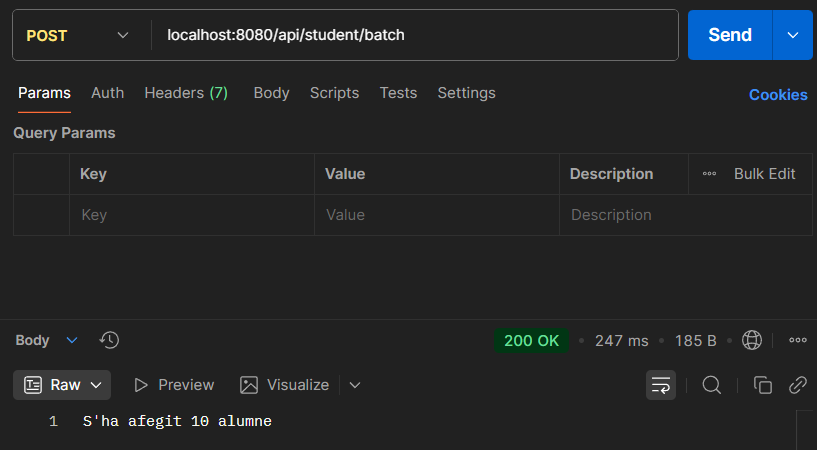 POST localhost:8080/api/student/batch Send
Params Auth Headers (7) Body Scripts Tests Settings Cookies
Query Params
Key Value Description Bulk Edit
Key Value Description
Body 200 OK 247 ms 185 B
Raw Preview Visualize
1 S'ha afegit 10 alumne